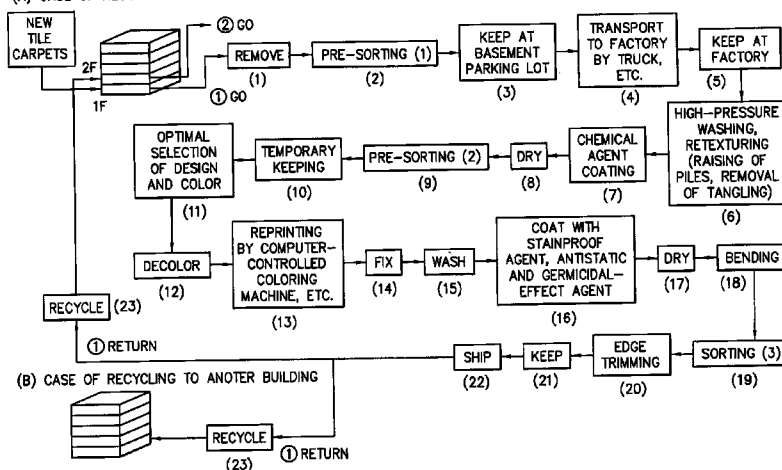 ② GO
NEW
TILE
CARPETS
2F
1F
① GO
REMOVE
(1)
PRE-SORTING (1)
(2)
KEEP AT
BASEMENT
PARKING LOT
(3)
TRANSPORT
TO FACTORY
BY TRUCK,
ETC.
(4)
KEEP AT
FACTORY
(5)
HIGH-PRESSURE
WASHING,
RETEXTURING
(RAISING OF
PILES, REMOVAL
OF TANGLING)
(6)
CHEMICAL
AGENT
COATING
(7)
DRY
(8)
PRE-SORTING (2)
(9)
TEMPORARY
KEEPING
(10)
OPTIMAL
SELECTION
OF DESIGN
AND COLOR
(11)
DECOLOR
(12)
REPRINTING
BY COMPUTER-
CONTROLLED
COLORING
MACHINE, ETC.
(13)
FIX
(14)
WASH
(15)
COAT WITH
STAINPROOF
AGENT, ANTISTATIC
AND GERMICIDAL-
EFFECT AGENT
(16)
DRY
(17)
BENDING
(18)
SORTING (3)
(19)
EDGE
TRIMMING
(20)
KEEP
(21)
SHIP
(22)
RECYCLE
(23)
① RETURN
(B) CASE OF RECYCLING TO ANOTER BUILDING
RECYCLE
(23)
① RETURN